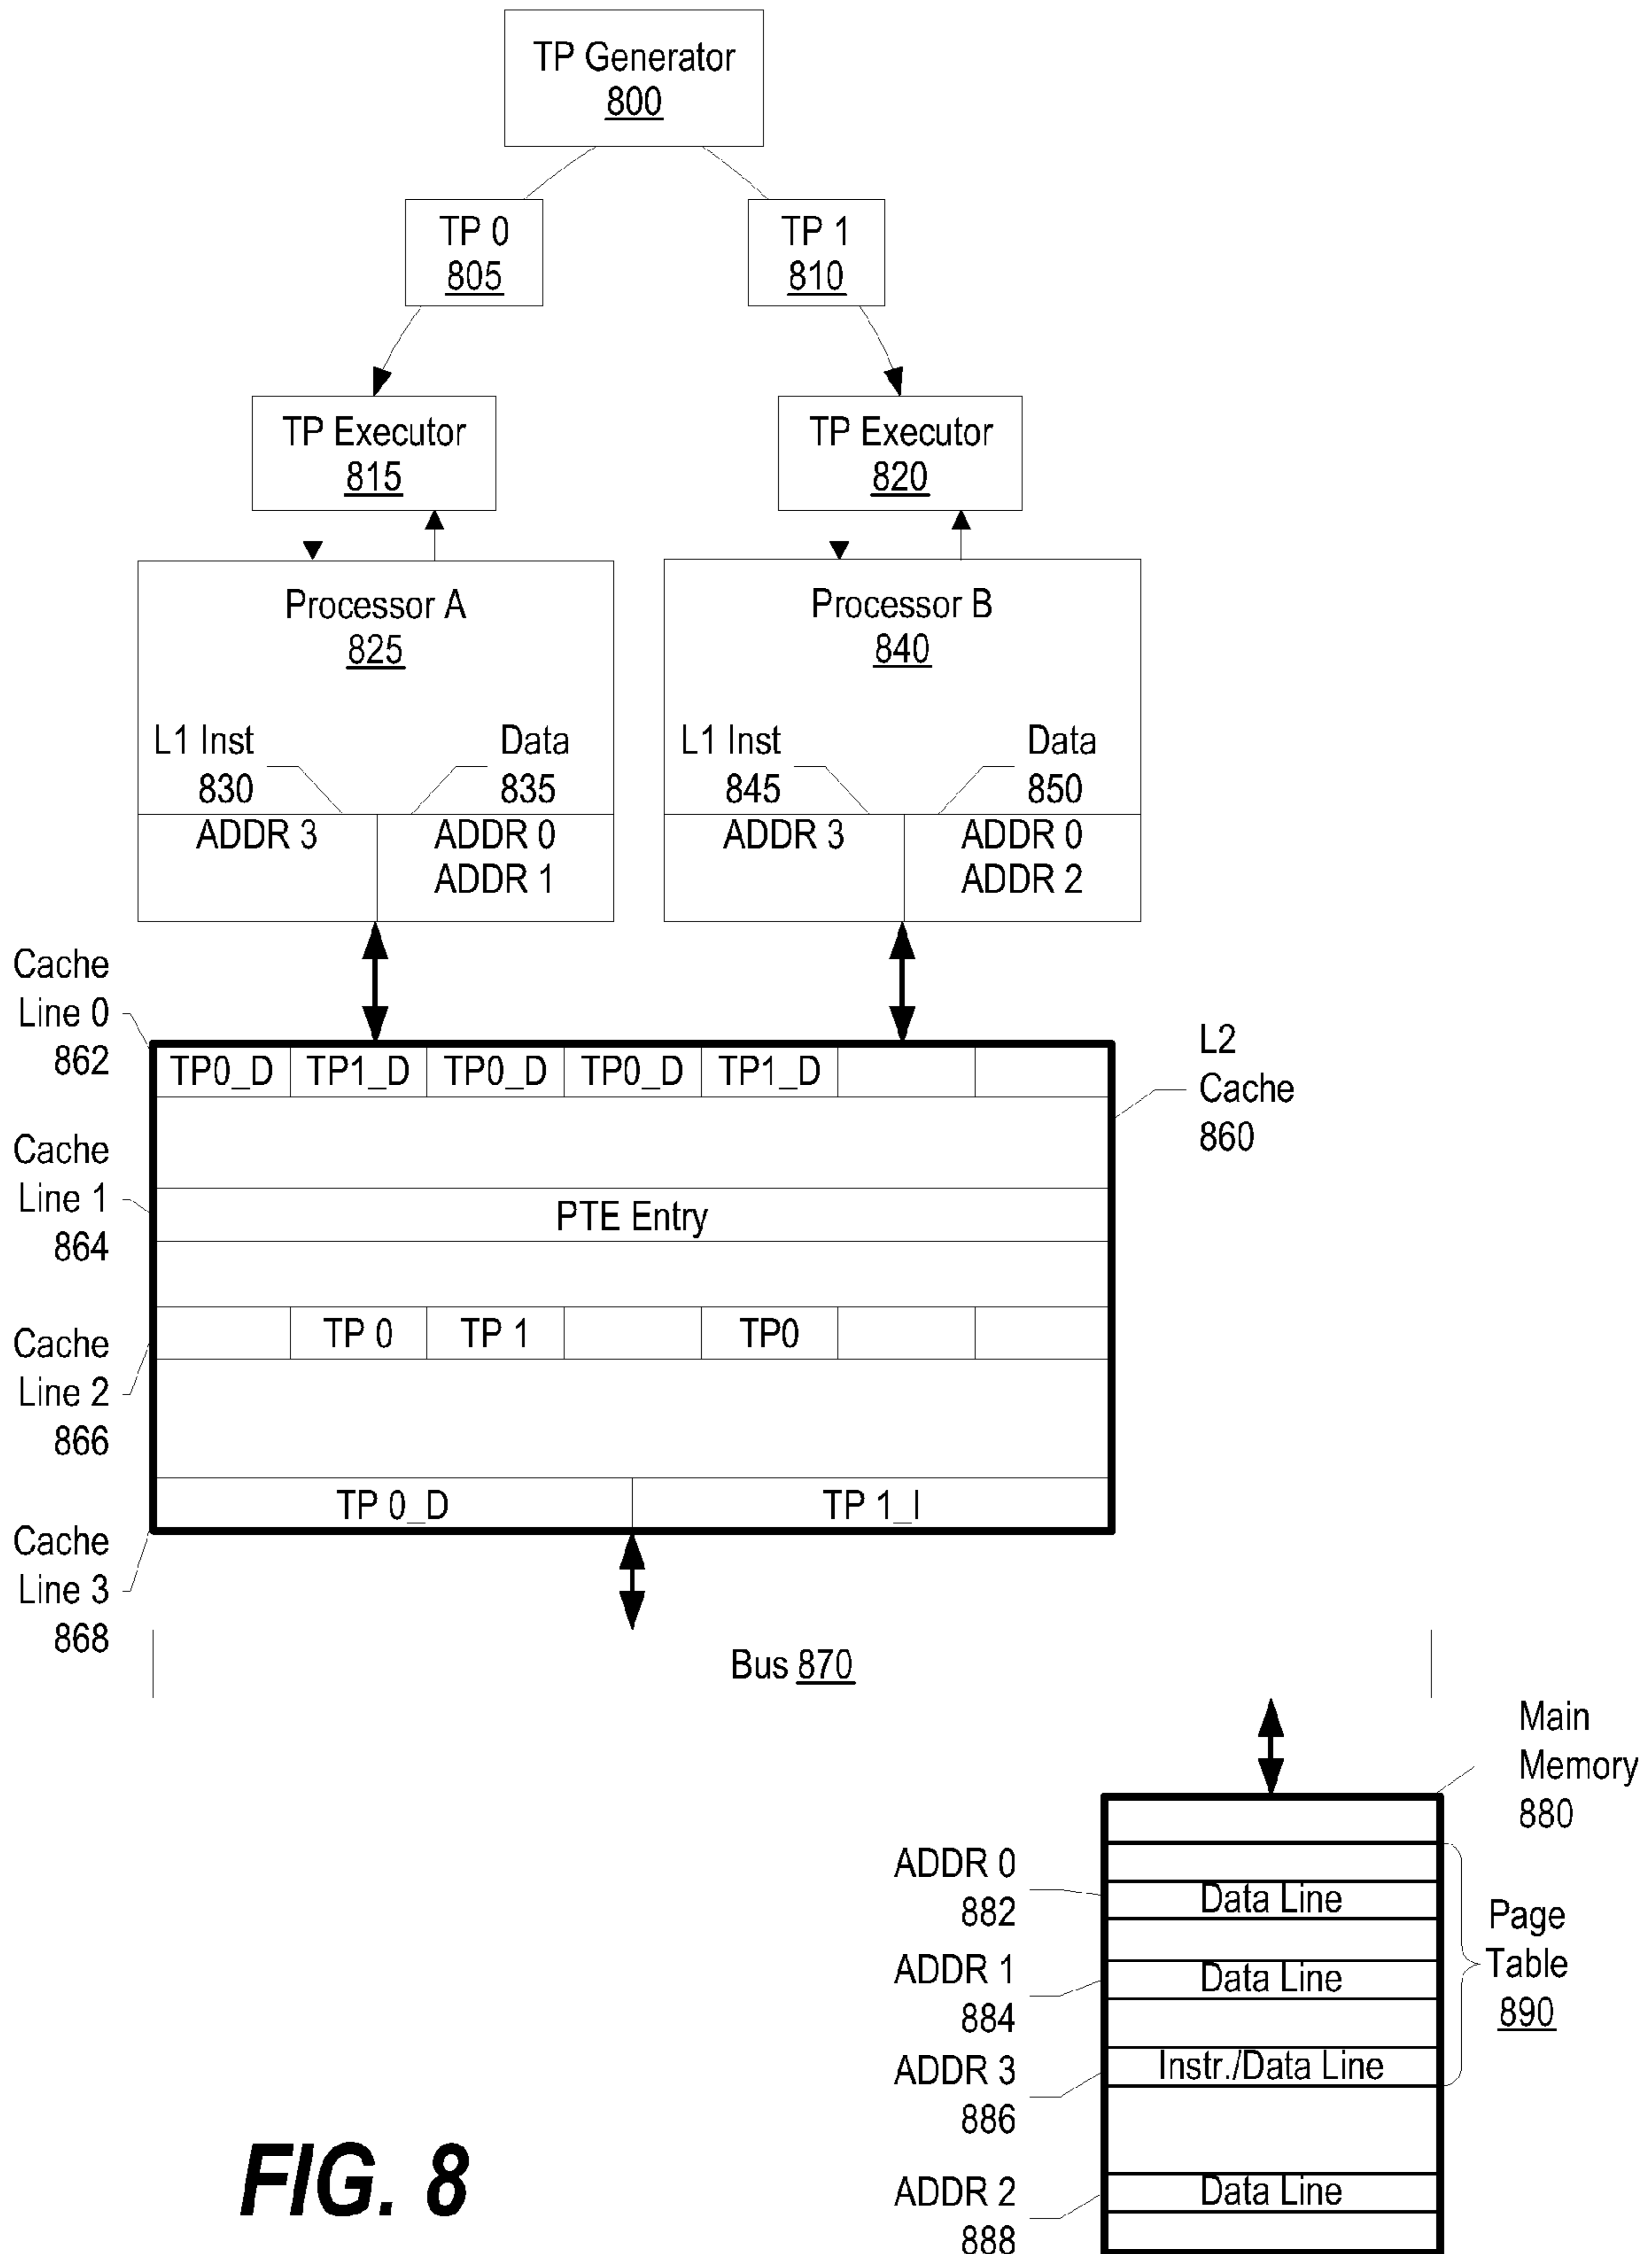 TP Generator
800
TP 0
805
TP 1
810
TP Executor
815
TP Executor
820
Processor A
825
Processor B
840
L1 Inst
830
Data
835
L1 Inst
845
Data
850
ADDR 3
ADDR 0
ADDR 1
ADDR 3
ADDR 0
ADDR 2
Cache
Line 0
862
TP0_D TP1_D TP0_D TP0_D TP1_D
L2
Cache
860
Cache
Line 1
864
PTE Entry
Cache
Line 2
866
TP 0 TP 1 TP0
Cache
Line 3
868
TP 0_D TP 1_I
Bus 870
Main
Memory
880
ADDR 0
882
Data Line
ADDR 1
884
Data Line
Page
Table
890
ADDR 3
886
Instr./Data Line
ADDR 2
888
Data Line
FIG. 8